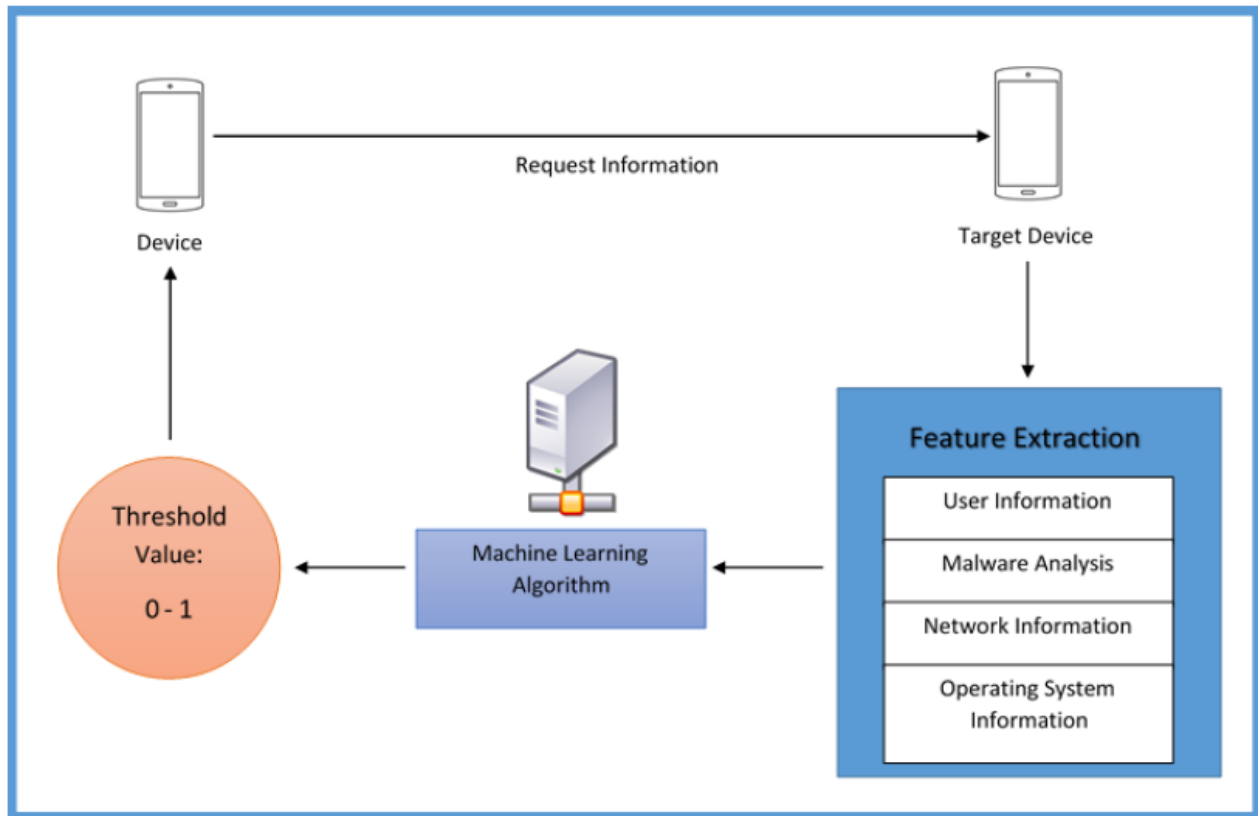 Request Information
Device
Target Device
Feature Extraction
User Information
Malware Analysis
Network Information
Operating System
Information
Machine Learning
Algorithm
Threshold
Value:
0 - 1